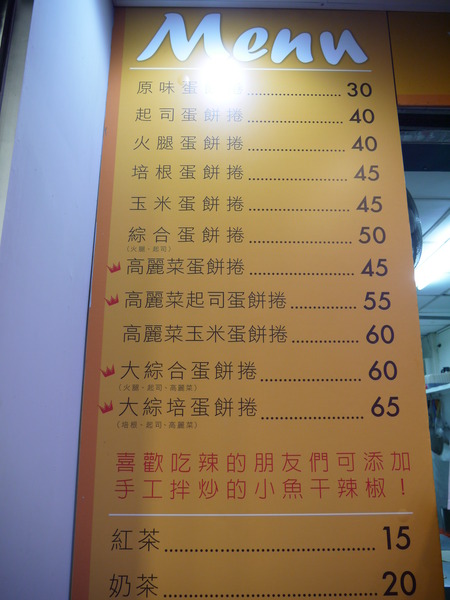 Menu
原味蛋餅捲 30
起司蛋餅捲 40
火腿蛋餅捲 40
培根蛋餅捲 45
玉米蛋餅捲 45
綜合蛋餅捲 50
(火腿、起司)
高麗菜蛋餅捲 45
高麗菜起司蛋餅捲 55
高麗菜玉米蛋餅捲 60
大綜合蛋餅捲 60
(火腿、起司、高麗菜)
大綜培蛋餅捲 65
(培根、起司、高麗菜)
喜歡吃辣的朋友們可添加
手工拌炒的小魚干辣椒！
紅茶 15
奶茶 20